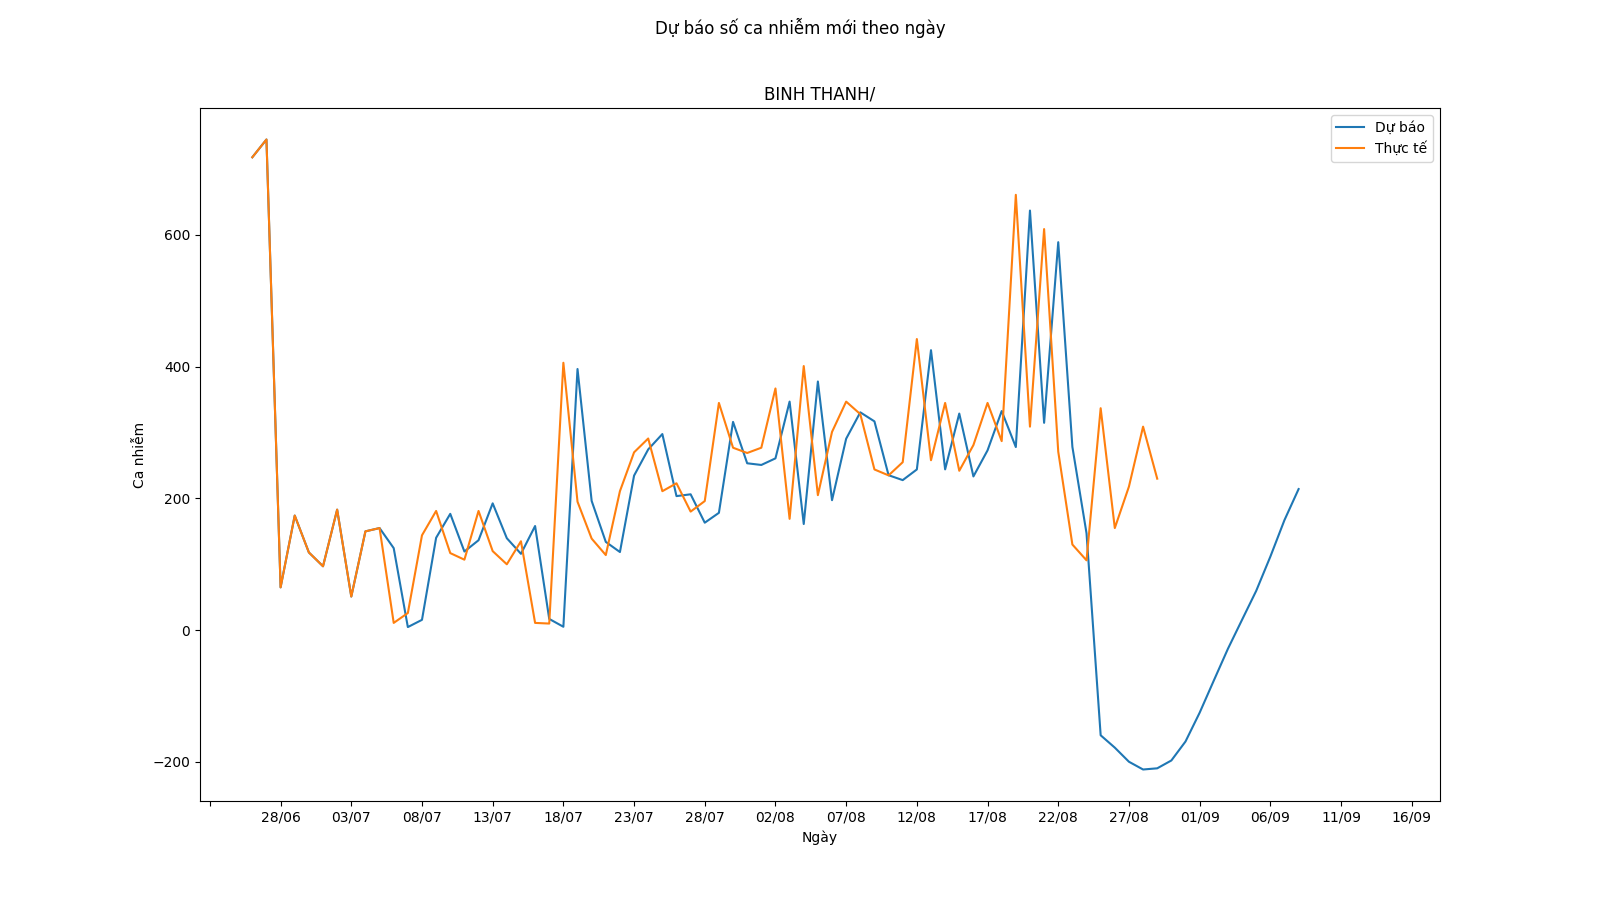 Dự báo số ca nhiễm mới theo ngày
BINH THANH/
Dự báo
Thực tế
600
400
200
0
−200
Ca nhiễm
28/06 03/07 08/07 13/07 18/07 23/07 28/07 02/08 07/08 12/08 17/08 22/08 27/08 01/09 06/09 11/09 16/09
Ngày